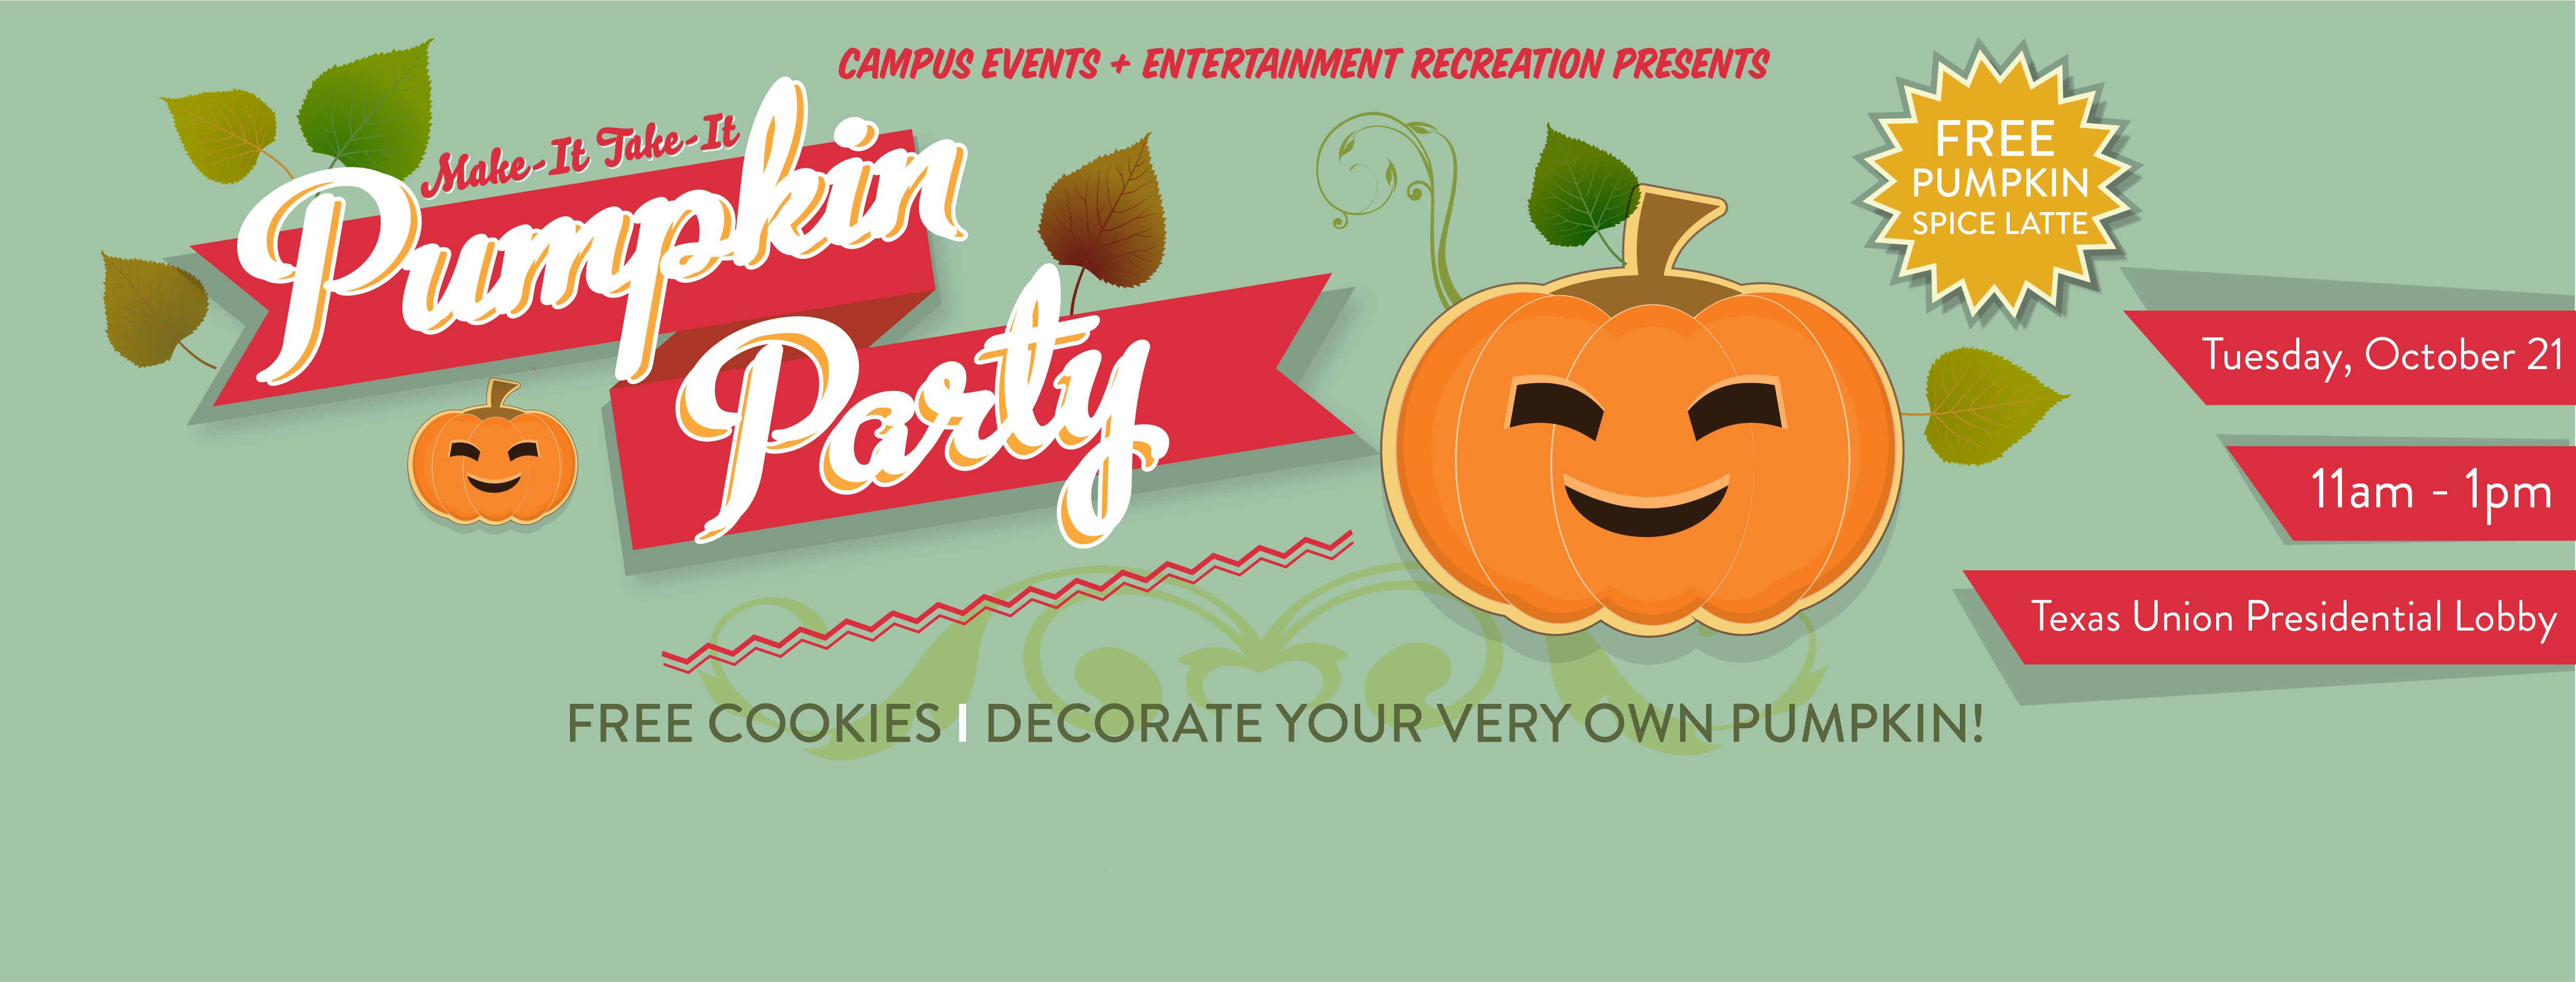 CAMPUS EVENTS + ENTERTAINMENT RECREATION PRESENTS
Make-It Take-It
Pumpkin
Party
FREE
PUMPKIN
SPICE LATTE
Tuesday, October 21
11am - 1pm
Texas Union Presidential Lobby
FREE COOKIES | DECORATE YOUR VERY OWN PUMPKIN!